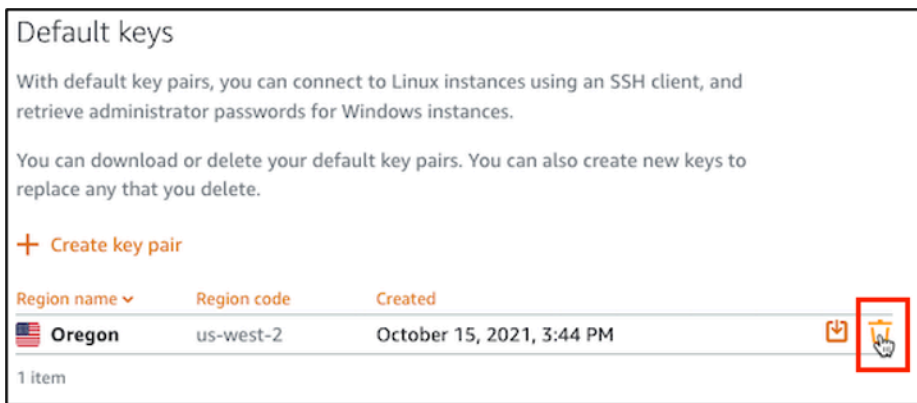 Default keys
With default key pairs, you can connect to Linux instances using an SSH client, and
retrieve administrator passwords for Windows instances.
You can download or delete your default key pairs. You can also create new keys to
replace any that you delete.
+ Create key pair
Region name Region code Created
Oregon us-west-2 October 15, 2021, 3:44 PM
1 item